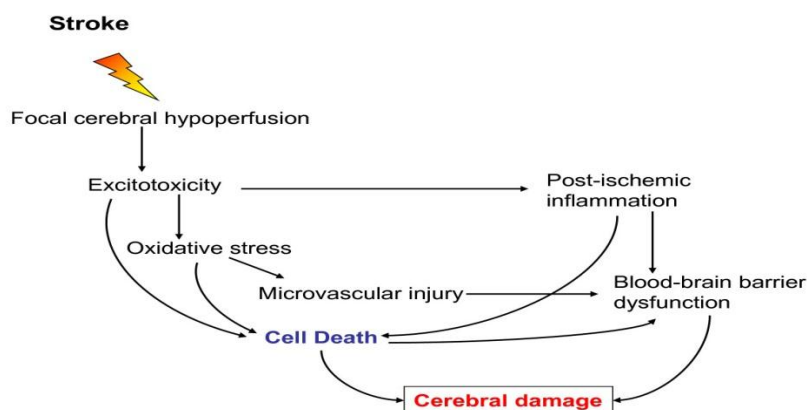 Stroke
Focal cerebral hypoperfusion
Excitotoxicity
Post-ischemic
inflammation
Oxidative stress
Microvascular injury
Blood-brain barrier
dysfunction
Cell Death
Cerebral damage